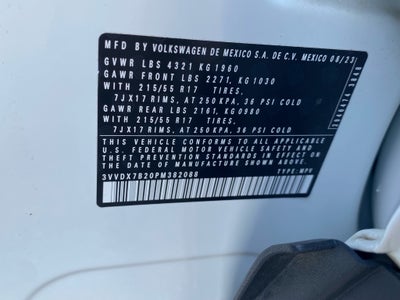 MFD BY VOLKSWAGEN DE MEXICO S.A. DE C.V. MEXICO 08/23
GVWR LBS 4321 KG 1960
GAWR FRONT LBS 2271, KG 1030
WITH 215/55 R17 TIRES,
7JX17 RIMS, AT 250 KPA, 36 PSI COLD
GAWR REAR LBS 2161, KG0980
WITH 215/55 R17 TIRES,
7JX17 RIMS, AT 250 KPA, 36 PSI COLD
THIS VEHICLE CONFORMS TO ALL APPLICABLE
U.S. FEDERAL MOTOR VEHICLE SAFETY AND
THEFT PREVENTION STANDARDS IN EFFECT ON
THE DATE OF MANUFACTURE SHOWN ABOVE
3VVDX7B20PM382088 TYPE: MPV